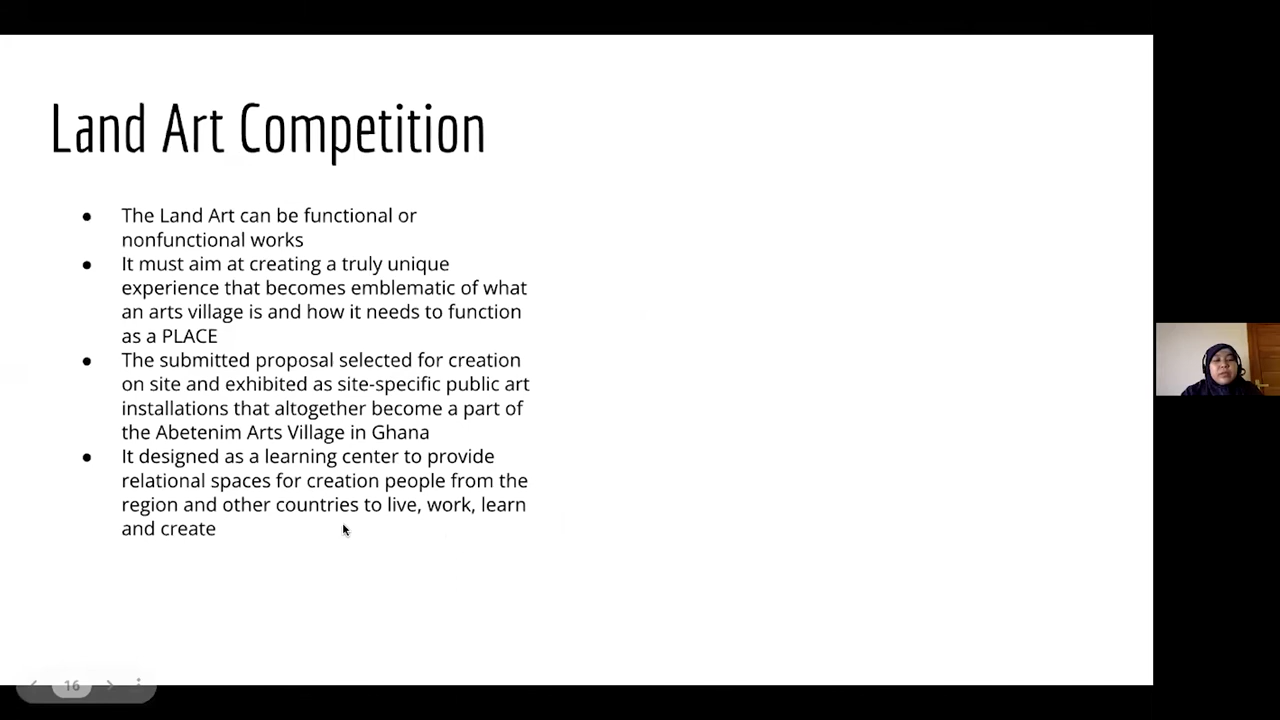 Land Art Competition
● The Land Art can be functional or
nonfunctional works
● It must aim at creating a truly unique
experience that becomes emblematic of what
an arts village is and how it needs to function
as a PLACE
● The submitted proposal selected for creation
on site and exhibited as site-specific public art
installations that altogether become a part of
the Abetenim Arts Village in Ghana
● It designed as a learning center to provide
relational spaces for creation people from the
region and other countries to live, work, learn
and create
16